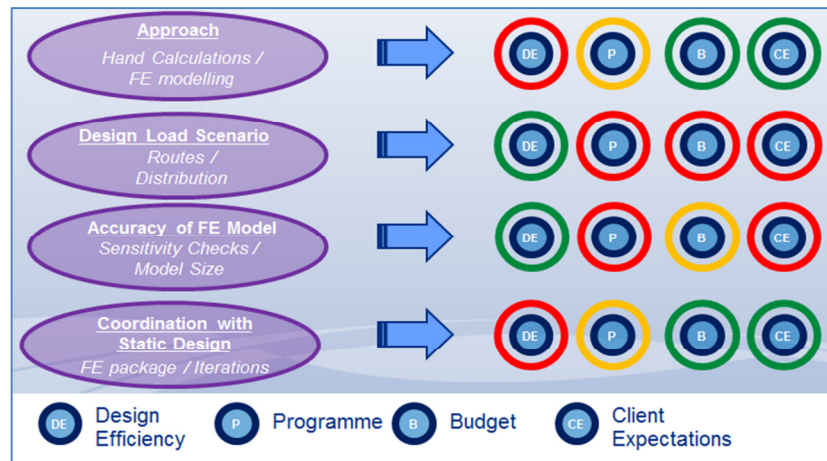 Approach
Hand Calculations /
FE modelling
DE P B CE
Design Load Scenario
Routes /
Distribution
DE P B CE
Accuracy of FE Model
Sensitivity Checks /
Model Size
DE P B CE
Coordination with
Static Design
FE package / Iterations
DE P B CE
DE Design
Efficiency
P Programme
B Budget
CE Client
Expectations